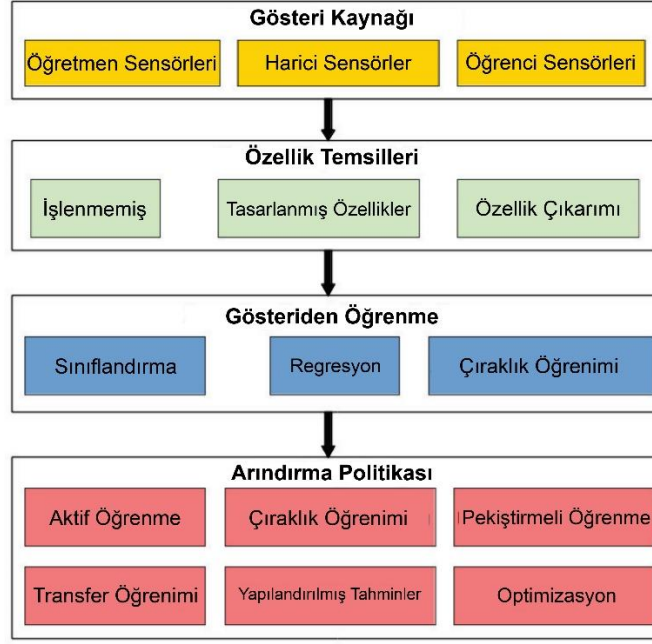 Gösteri Kaynağı
Öğretmen Sensörleri
Harici Sensörler
Öğrenci Sensörleri
Özellik Temsilleri
İşlenmemiş
Tasarlanmış Özellikler
Özellik Çıkarımı
Gösteriden Öğrenme
Sınıflandırma
Regresyon
Çıraklık Öğrenimi
Arındırma Politikası
Aktif Öğrenme
Çıraklık Öğrenimi
Pekiştirmeli Öğrenme
Transfer Öğrenimi
Yapılandırılmış Tahminler
Optimizasyon